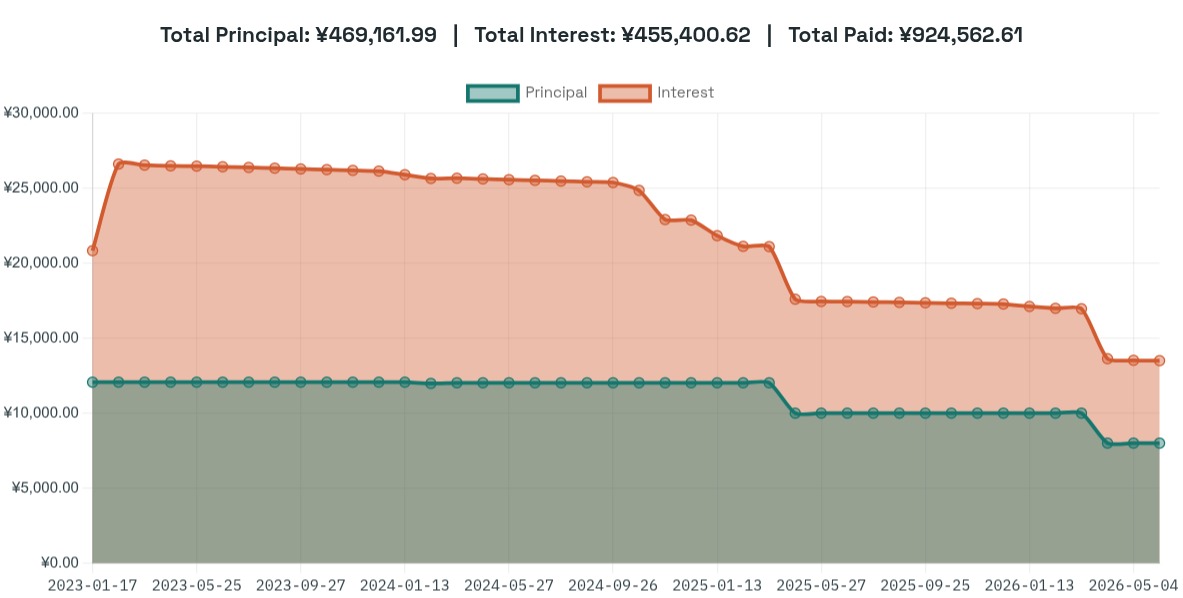 Total Principal: ¥469,161.99 | Total Interest: ¥455,400.62 | Total Paid: ¥924,562.61
Principal Interest
¥30,000.00
¥25,000.00
¥20,000.00
¥15,000.00
¥10,000.00
¥5,000.00
¥0.00
2023-01-17 2023-05-25 2023-09-27 2024-01-13 2024-05-27 2024-09-26 2025-01-13 2025-05-27 2025-09-25 2026-01-13 2026-05-04